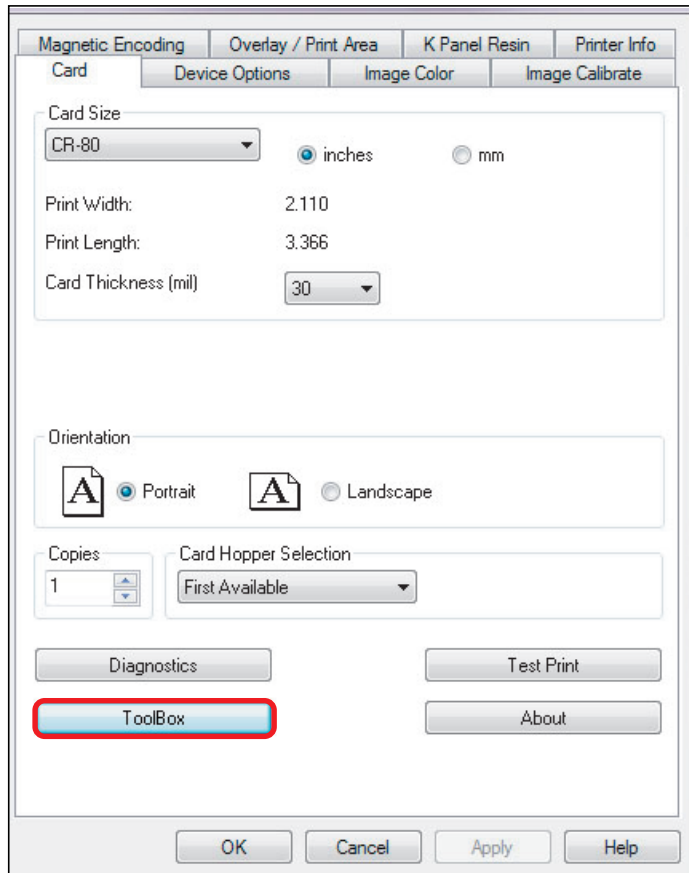 Magnetic Encoding Overlay / Print Area K Panel Resin Printer Info
Card Device Options Image Color Image Calibrate
Card Size
CR-80 inches mm
Print Width: 2.110
Print Length: 3.366
Card Thickness (mil) 30
Orientation
A Portrait A Landscape
Copies Card Hopper Selection
1 First Available
Diagnostics Test Print
ToolBox About
OK Cancel Apply Help